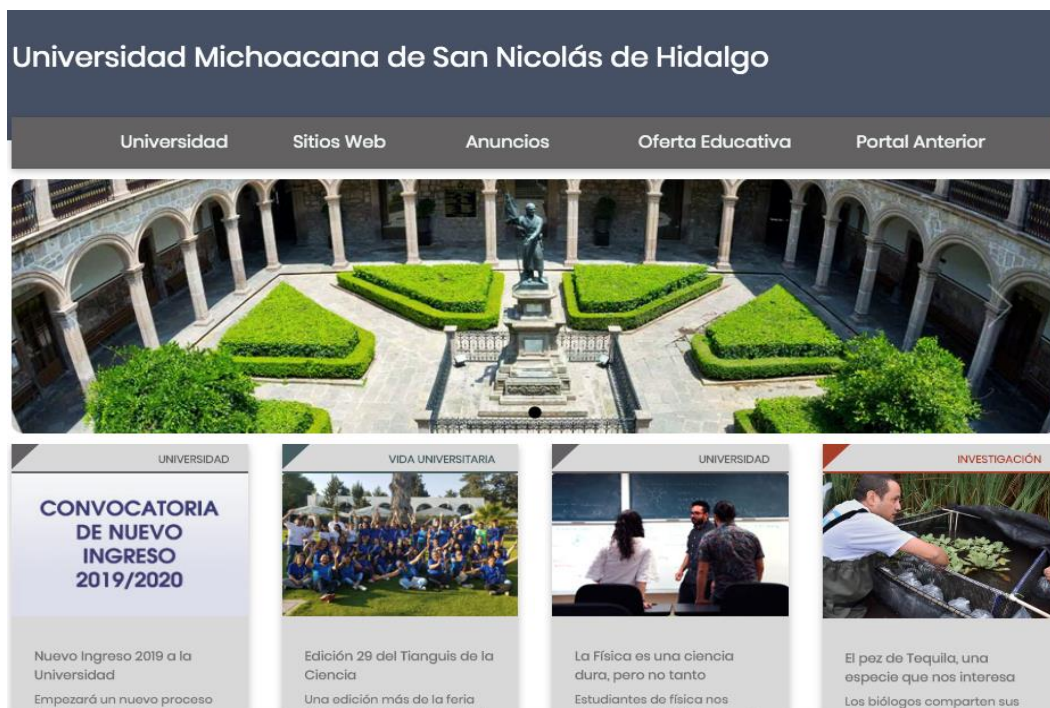 Universidad Michoacana de San Nicolás de Hidalgo
Universidad Sitios Web Anuncios Oferta Educativa Portal Anterior
UNIVERSIDAD
CONVOCATORIA
DE NUEVO
INGRESO
2019/2020
Nuevo Ingreso 2019 a la
Universidad
Empezará un nuevo proceso
VIDA UNIVERSITARIA
Edición 29 del Tianguis de la
Ciencia
Una edición más de la feria
UNIVERSIDAD
La Física es una ciencia
dura, pero no tanto
Estudiantes de física nos
INVESTIGACIÓN
El pez de Tequila, una
especie que nos interesa
Los biólogos comparten sus